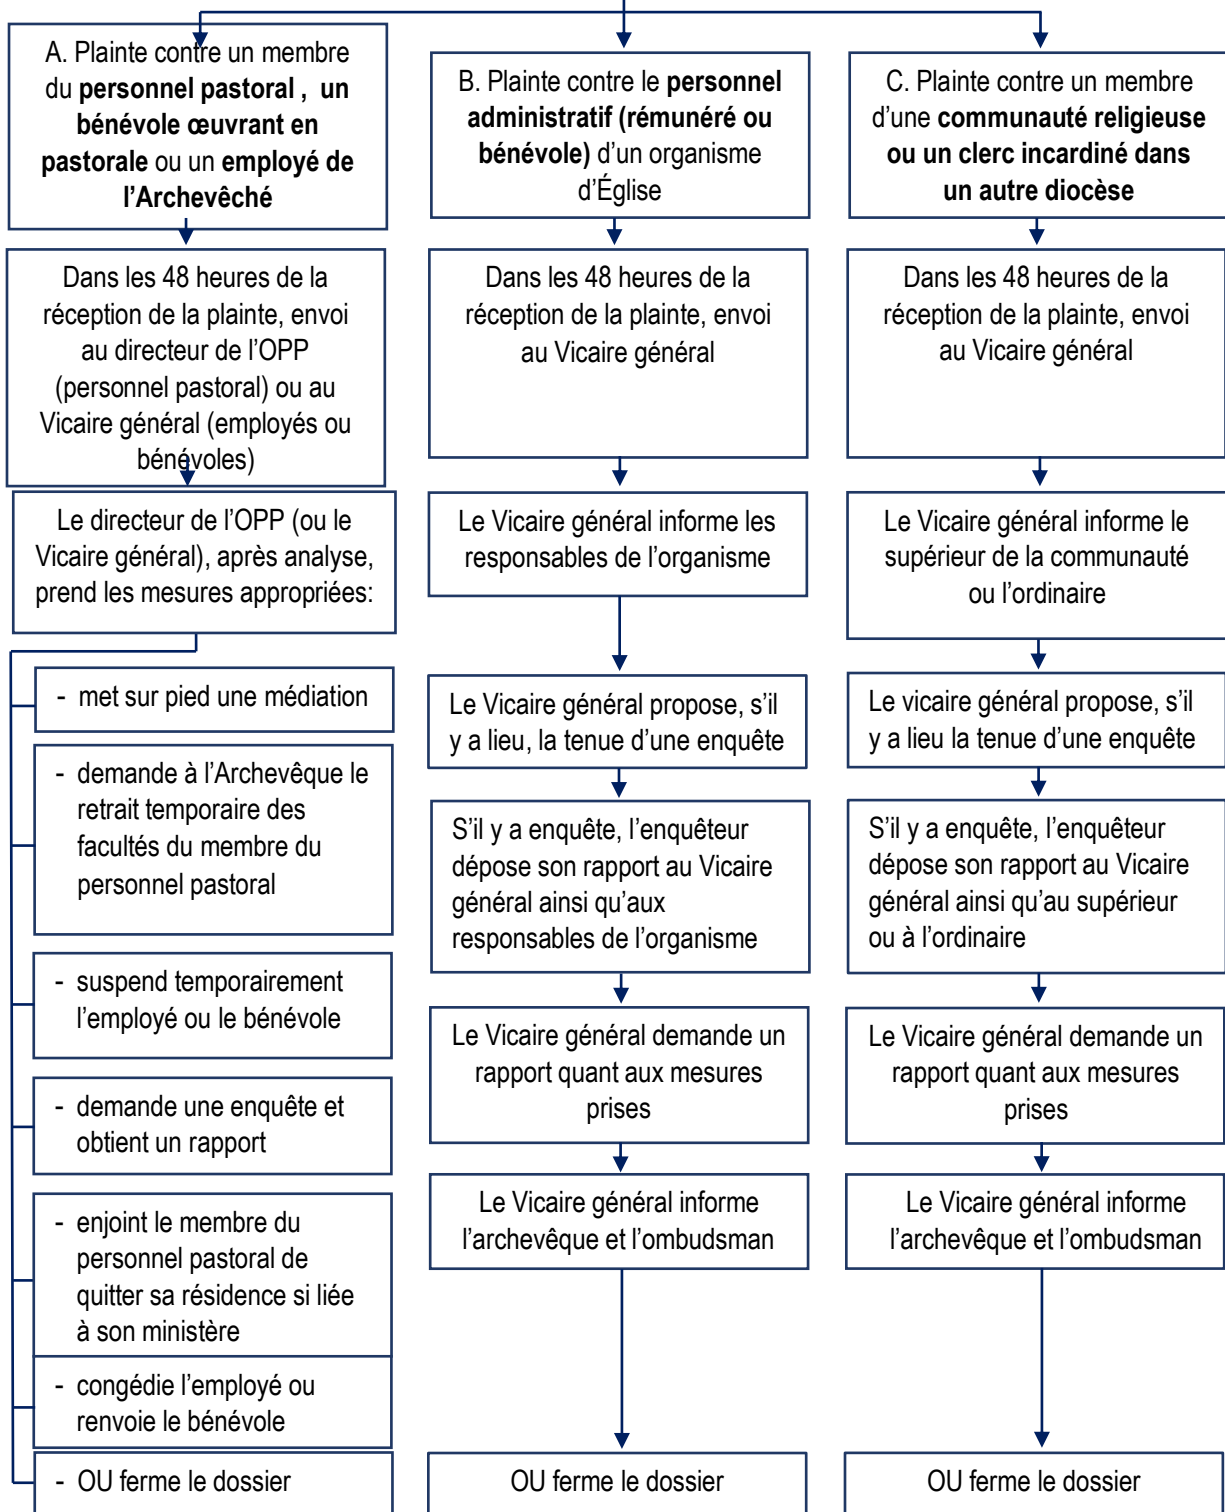 A. Plainte contre un membre
du personnel pastoral , un
bénévole œuvrant en
pastorale ou un employé de
l’Archevêché
Dans les 48 heures de la
réception de la plainte, envoi
au directeur de l’OPP
(personnel pastoral) ou au
Vicaire général (employés ou
bénévoles)
Le directeur de l’OPP (ou le
Vicaire général), après analyse,
prend les mesures appropriées:
- met sur pied une médiation
- demande à l’Archevêque le
retrait temporaire des
facultés du membre du
personnel pastoral
- suspend temporairement
l’employé ou le bénévole
- demande une enquête et
obtient un rapport
- enjoint le membre du
personnel pastoral de
quitter sa résidence si liée
à son ministère
- congédie l’employé ou
renvoie le bénévole
- OU ferme le dossier
B. Plainte contre le personnel
administratif (rémunéré ou
bénévole) d’un organisme
d’Église
Dans les 48 heures de la
réception de la plainte, envoi
au Vicaire général
Le Vicaire général informe les
responsables de l’organisme
Le Vicaire général propose, s’il
y a lieu, la tenue d’une enquête
S’il y a enquête, l’enquêteur
dépose son rapport au Vicaire
général ainsi qu’aux
responsables de l’organisme
Le Vicaire général demande un
rapport quant aux mesures
prises
Le Vicaire général informe
l’archevêque et l’ombudsman
OU ferme le dossier
C. Plainte contre un membre
d’une communauté religieuse
ou un clerc incardiné dans
un autre diocèse
Dans les 48 heures de la
réception de la plainte, envoi
au Vicaire général
Le Vicaire général informe le
supérieur de la communauté
ou l’ordinaire
Le vicaire général propose, s’il
y a lieu la tenue d’une enquête
S’il y a enquête, l’enquêteur
dépose son rapport au Vicaire
général ainsi qu’au supérieur
ou à l’ordinaire
Le Vicaire général demande un
rapport quant aux mesures
prises
Le Vicaire général informe
l’archevêque et l’ombudsman
OU ferme le dossier